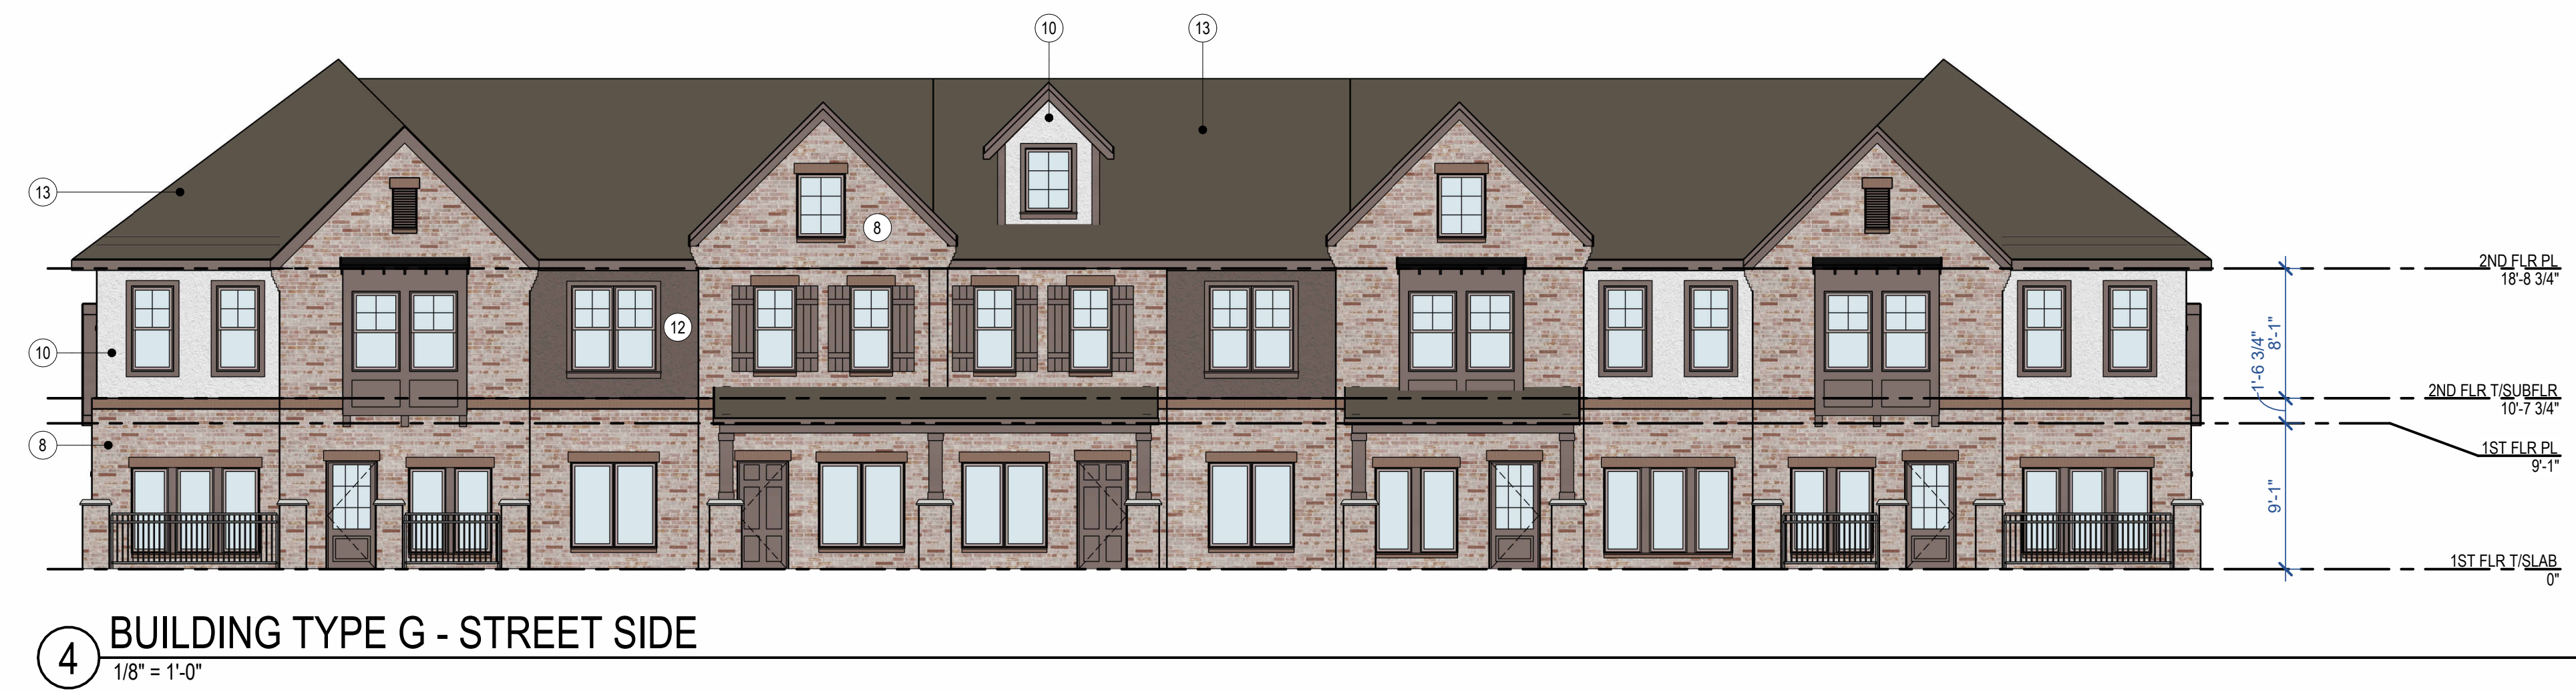 10
13
13
8
12
10
8
2ND FLR PL
18'-8 3/4"
8'-1"
1'-6 3/4"
2ND FLR T/SUBFLR
10'-7 3/4"
1ST FLR PL
9'-1"
9'-1"
1ST FLR T/SLAB
0"
4
BUILDING TYPE G - STREET SIDE
1/8" = 1'-0"